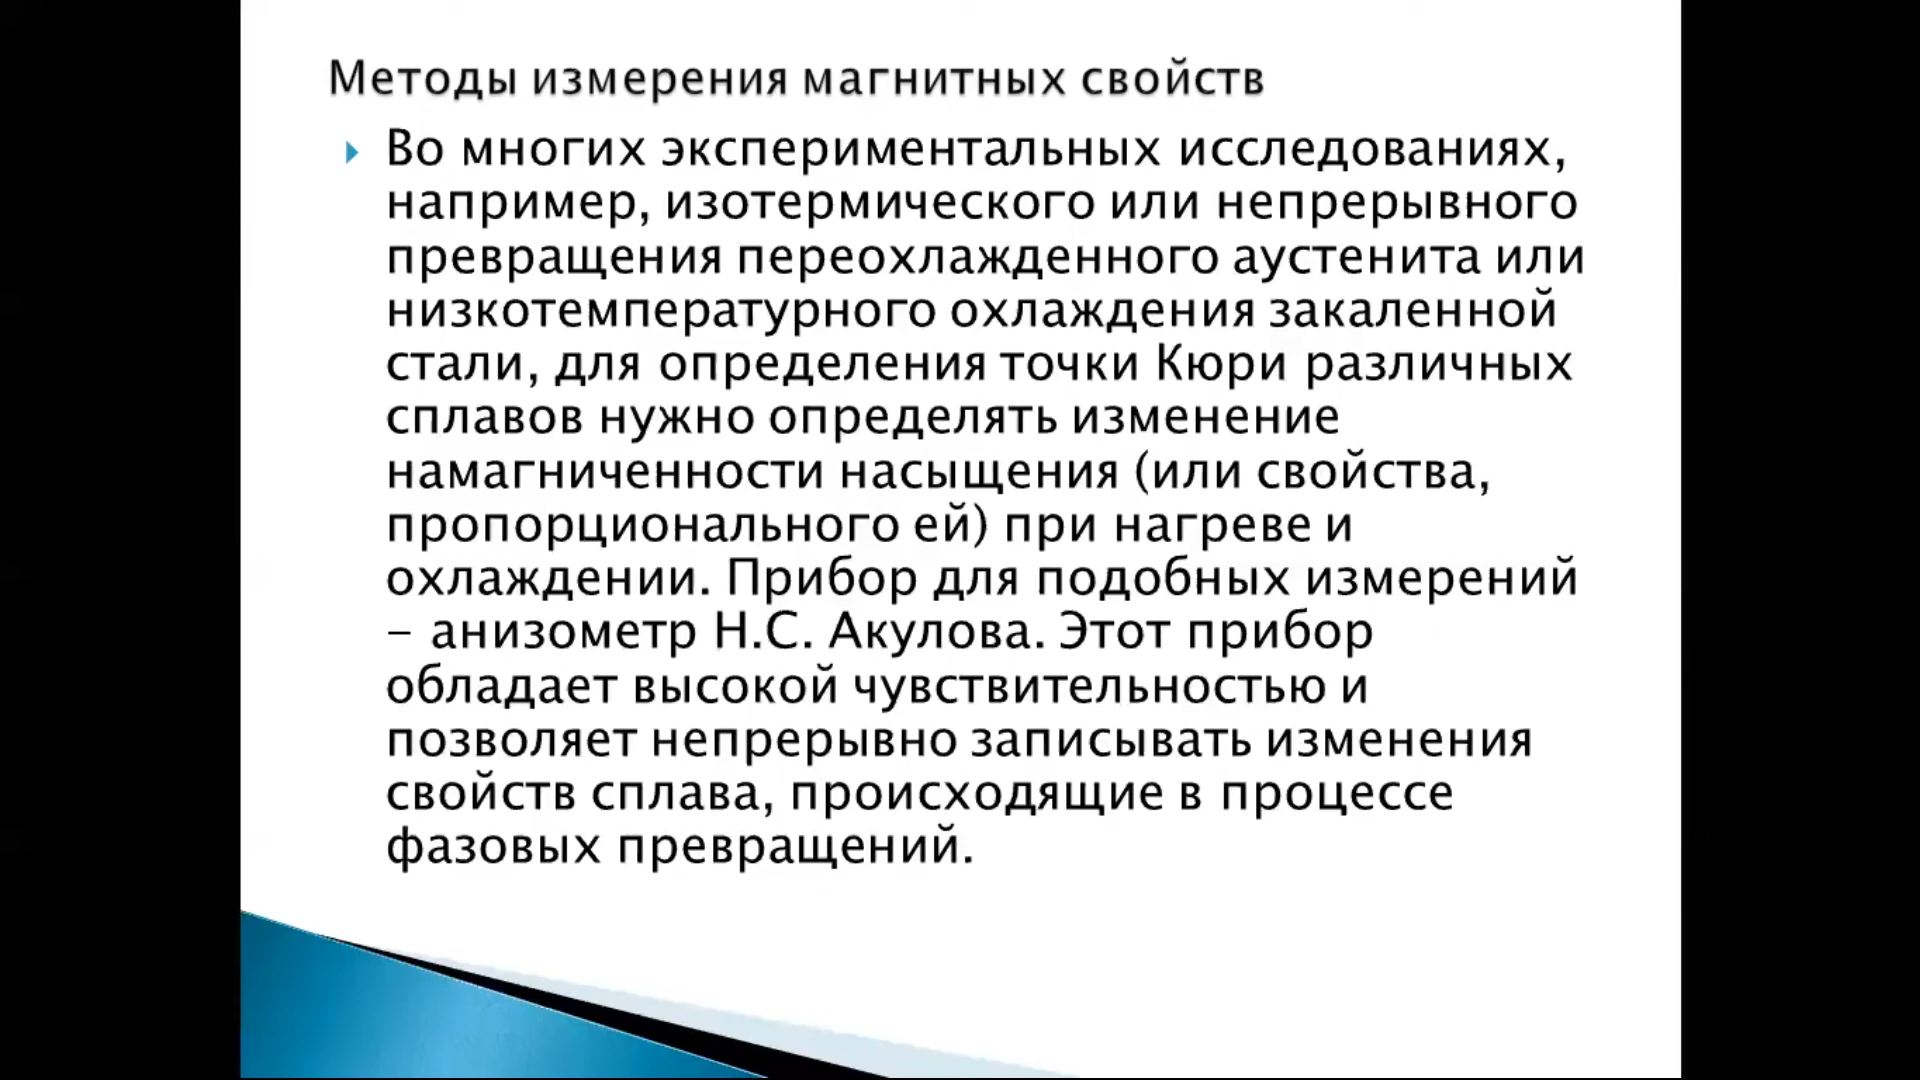 Методы измерения магнитных свойств
Во многих экспериментальных исследованиях,
например, изотермического или непрерывного
превращения переохлажденного аустенита или
низкотемпературного охлаждения закаленной
стали, для определения точки Кюри различных
сплавов нужно определять изменение
намагниченности насыщения (или свойства,
пропорционального ей) при нагреве и
охлаждении. Прибор для подобных измерений
– анизометр Н.С. Акулова. Этот прибор
обладает высокой чувствительностью и
позволяет непрерывно записывать изменения
свойств сплава, происходящие в процессе
фазовых превращений.